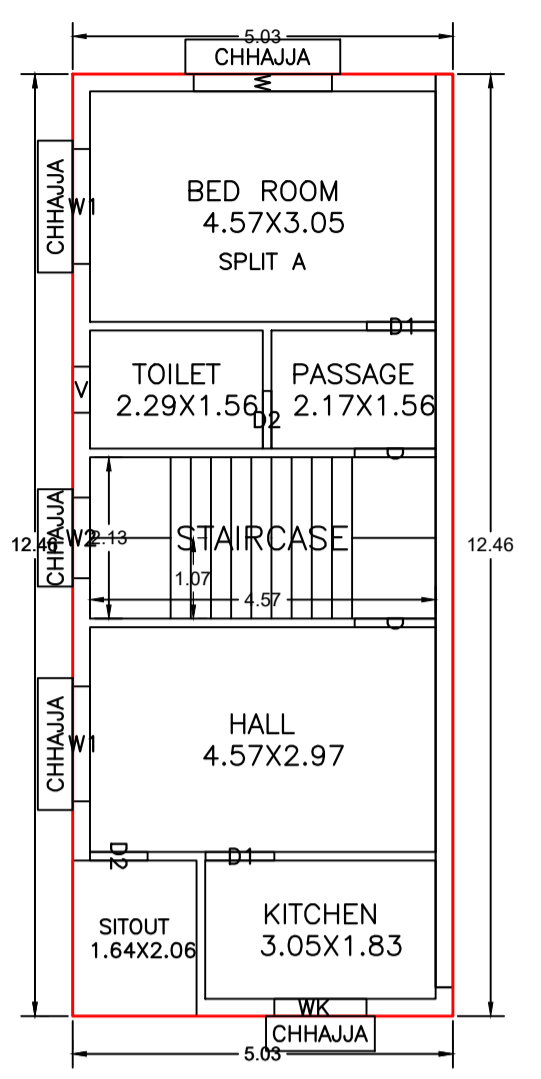 5.03
CHHAJJA
W
CHHAJJA
W1
BED ROOM
4.57X3.05
SPLIT A
D1
V
TOILET
2.29X1.56
D2
PASSAGE
2.17X1.56
D
12.46
CHHAJJA
W2
2.13
STAIRCASE
12.46
1.07
4.57
D
CHHAJJA
W1
HALL
4.57X2.97
D2
D1
SITOUT
1.64X2.06
KITCHEN
3.05X1.83
WK
CHHAJJA
5.03